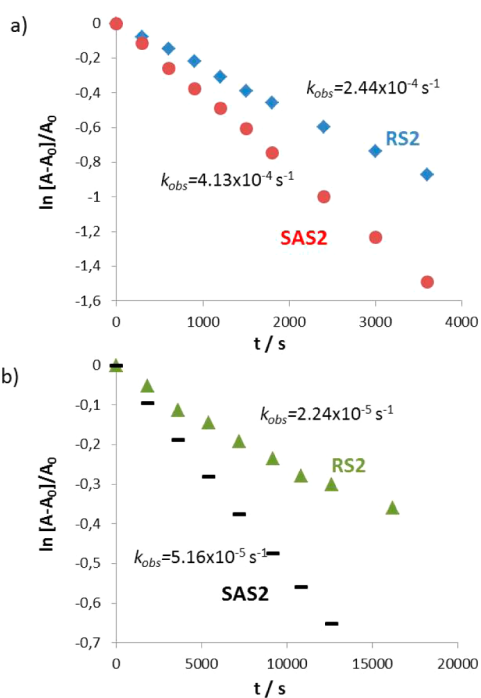 a)
0
-0,2
-0,4
-0,6
-0,8
-1
-1,2
-1,4
-1,6
ln [A-A₀]/A₀
kobs=2.44x10⁻⁴ s⁻¹
RS2
kobs=4.13x10⁻⁴ s⁻¹
SAS2
0 1000 2000 3000 4000
t / s
b)
0
-0,1
-0,2
-0,3
-0,4
-0,5
-0,6
-0,7
ln [A-A₀]/A₀
kobs=2.24x10⁻⁵ s⁻¹
RS2
kobs=5.16x10⁻⁵ s⁻¹
SAS2
0 5000 10000 15000 20000
t / s